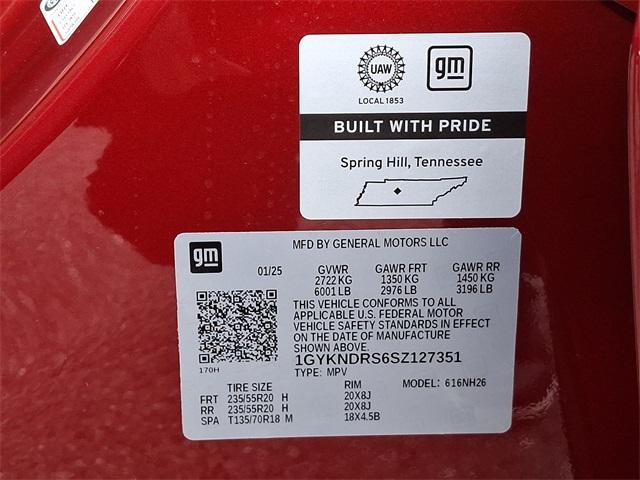 UAW
gm
LOCAL 1853
BUILT WITH PRIDE
Spring Hill, Tennessee
gm
MFD BY GENERAL MOTORS LLC
01/25 GVWR GAWR FRT GAWR RR
2722 KG 1350 KG 1450 KG
6001 LB 2976 LB 3196 LB
THIS VEHICLE CONFORMS TO ALL
APPLICABLE U.S. FEDERAL MOTOR
VEHICLE SAFETY STANDARDS IN EFFECT
ON THE DATE OF MANUFACTURE
SHOWN ABOVE.
1GYKNDRS6SZ127351
170H
TYPE: MPV
TIRE SIZE RIM MODEL: 616NH26
FRT 235/55R20 H 20X8J
RR 235/55R20 H 20X8J
SPA T135/70R18 M 18X4.5B